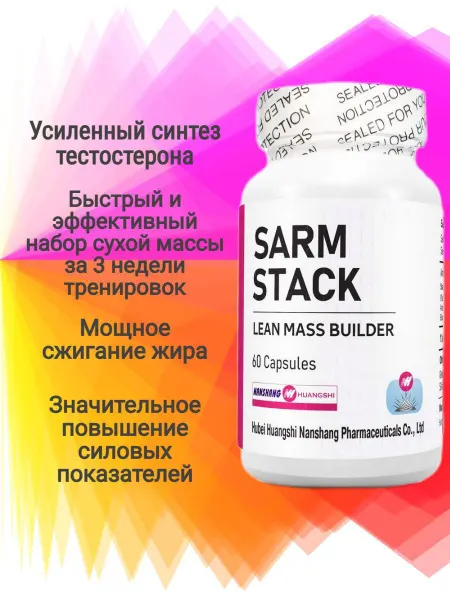 Усиленный синтез
тестостерона
Быстрый и
эффективный
набор сухой массы
за 3 недели
тренировок
Мощное
сжигание жира
Значительное
повышение
силовых
показателей
SEALED FOR YOUR PROTECTION
SARM
STACK
LEAN MASS BUILDER
60 Capsules
NANSHANG HUANGSHI
Hubei Huangshi Nanshang Pharmaceuticals Co., Ltd